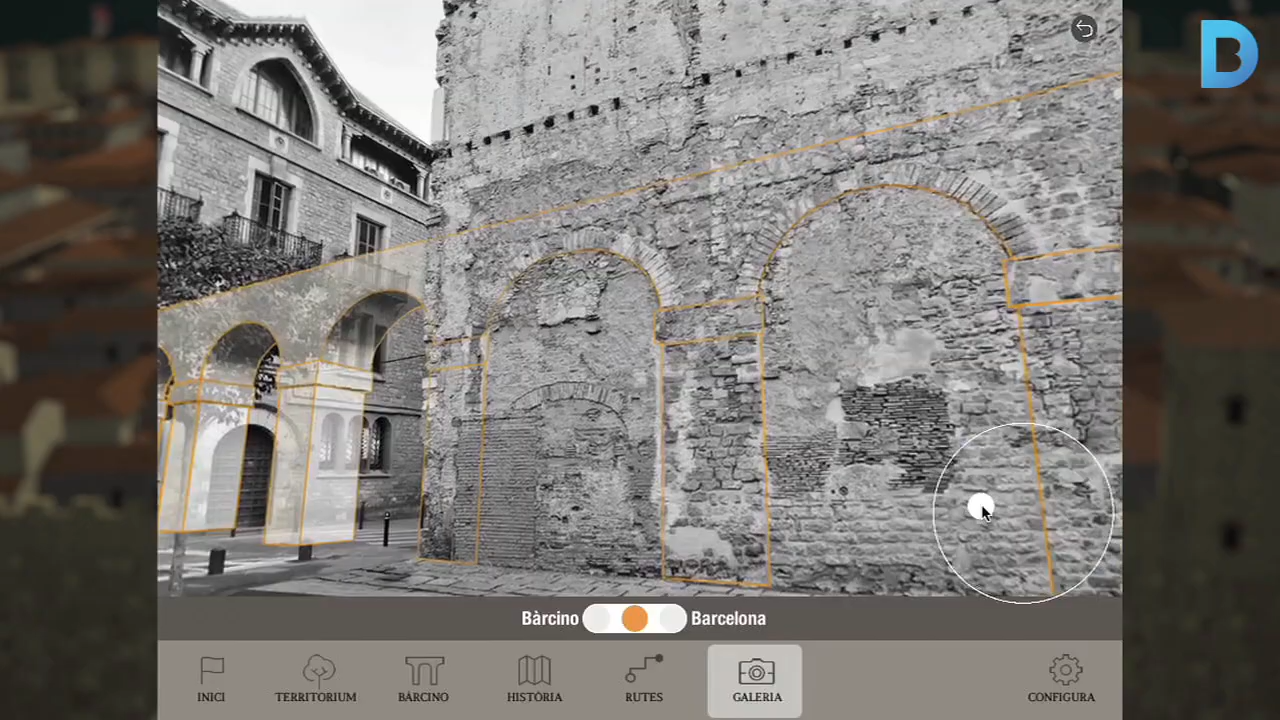 B
Bàrcino Barcelona
INICI TERRITORIUM BÀRCINO HISTÒRIA RUTES GALERIA CONFIGURA